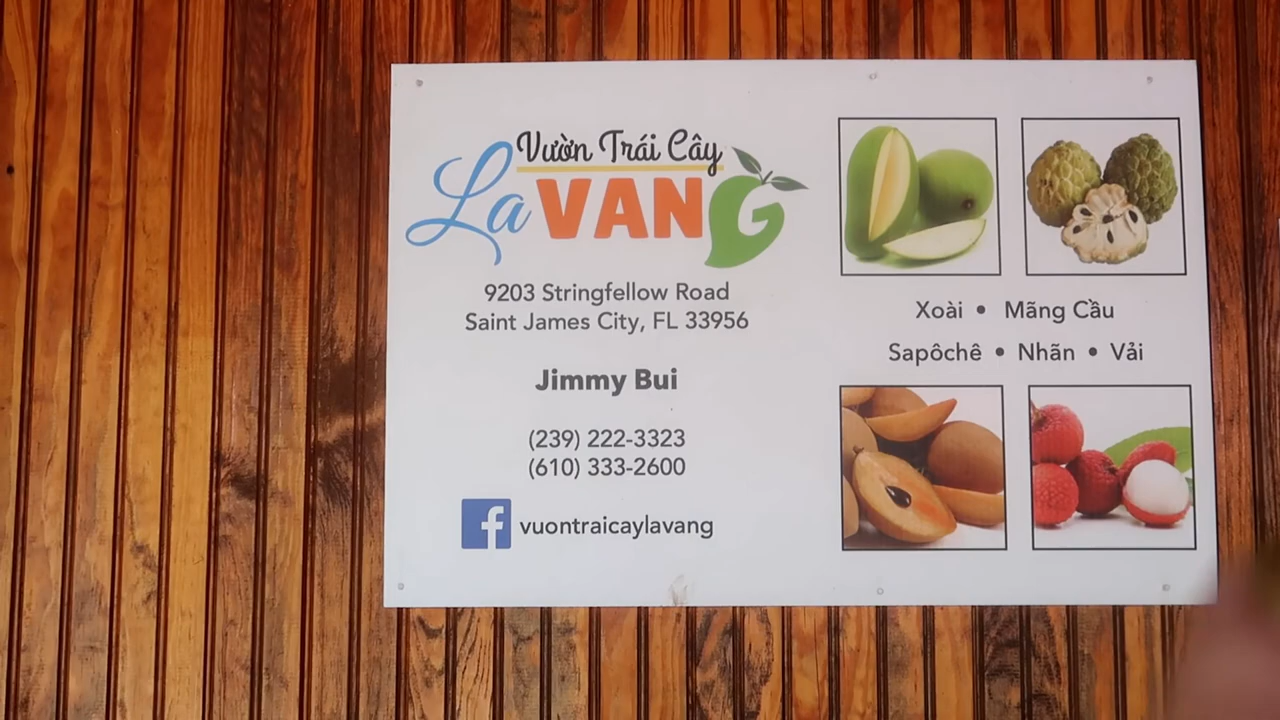 Vườn Trái Cây
La VANG
9203 Stringfellow Road
Saint James City, FL 33956
Jimmy Bui
(239) 222-3323
(610) 333-2600
f vuontraicaylavang
Xoài • Mãng Cầu
Sapôchê • Nhãn • Vải